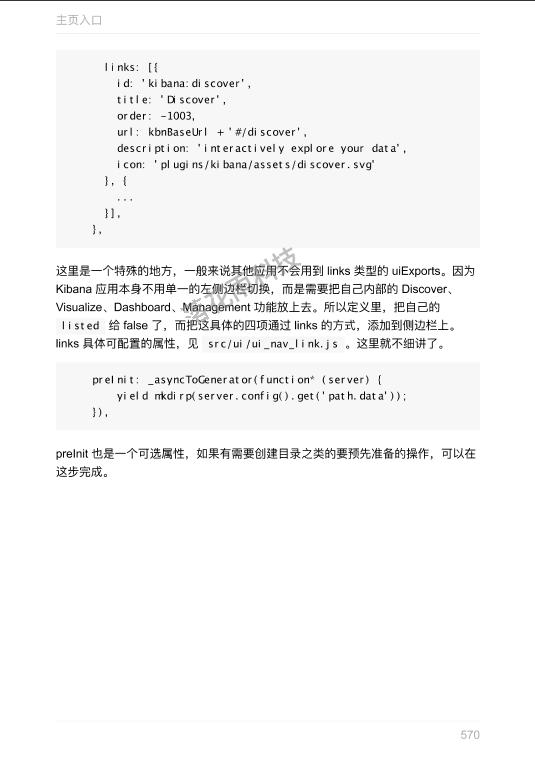 主页入口
links: [{
id: 'kibana:discover',
title: 'Discover',
order: -1003,
url: kbnBaseUrl + '#/discover',
description: 'interactively explore your data',
icon: 'plugins/kibana/assets/discover.svg'
}, {
...
}],
},
这里是一个特殊的地方，一般来说其他应用不会用到 links 类型的 uiExports。因为
Kibana 应用本身不用单一的左侧边栏切换，而是需要把自己内部的 Discover、
Visualize、Dashboard、Management 功能放上去。所以定义里，把自己的
listed 给 false 了，而把这具体的四项通过 links 的方式，添加到侧边栏上。
links 具体可配置的属性，见 src/ui/ui_nav_link.js 。这里就不细讲了。
preInit: _asyncToGenerator(function* (server) {
yield mkdirp(server.config().get('path.data'));
}),
preInit 也是一个可选属性，如果有需要创建目录之类的要预先准备的操作，可以在
这步完成。
570